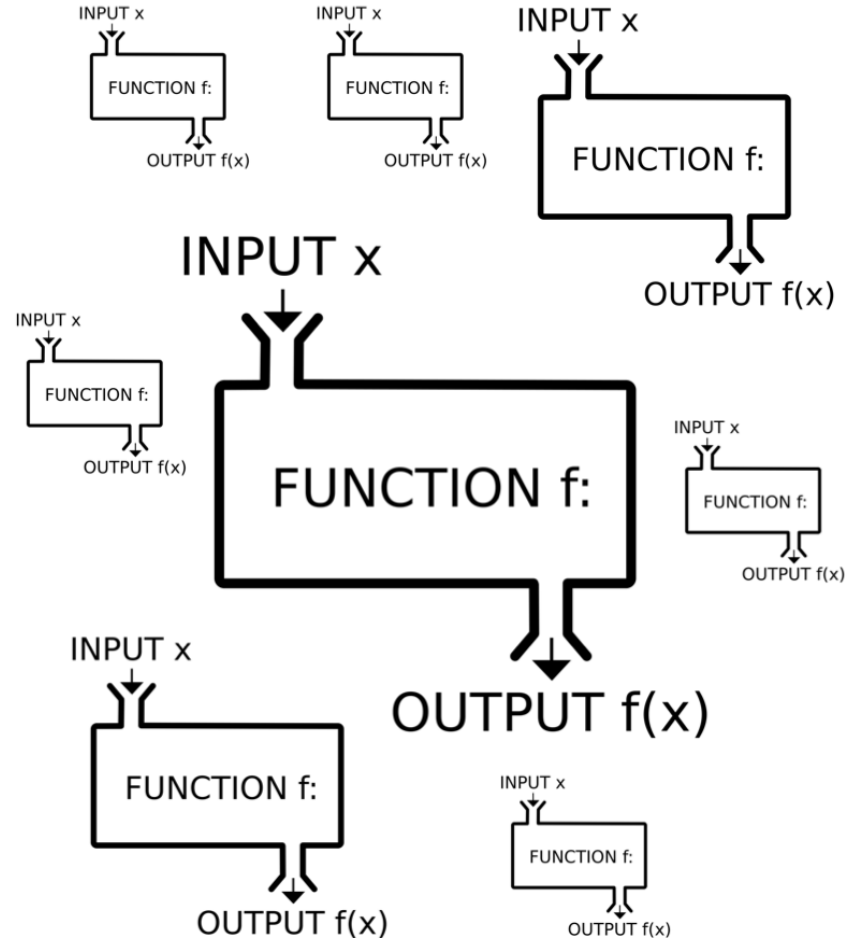 INPUT x
FUNCTION f:
OUTPUT f(x)
INPUT x
FUNCTION f:
OUTPUT f(x)
INPUT x
FUNCTION f:
OUTPUT f(x)
INPUT x
FUNCTION f:
OUTPUT f(x)
INPUT x
FUNCTION f:
OUTPUT f(x)
INPUT x
FUNCTION f:
OUTPUT f(x)
INPUT x
FUNCTION f:
OUTPUT f(x)
INPUT x
FUNCTION f:
OUTPUT f(x)